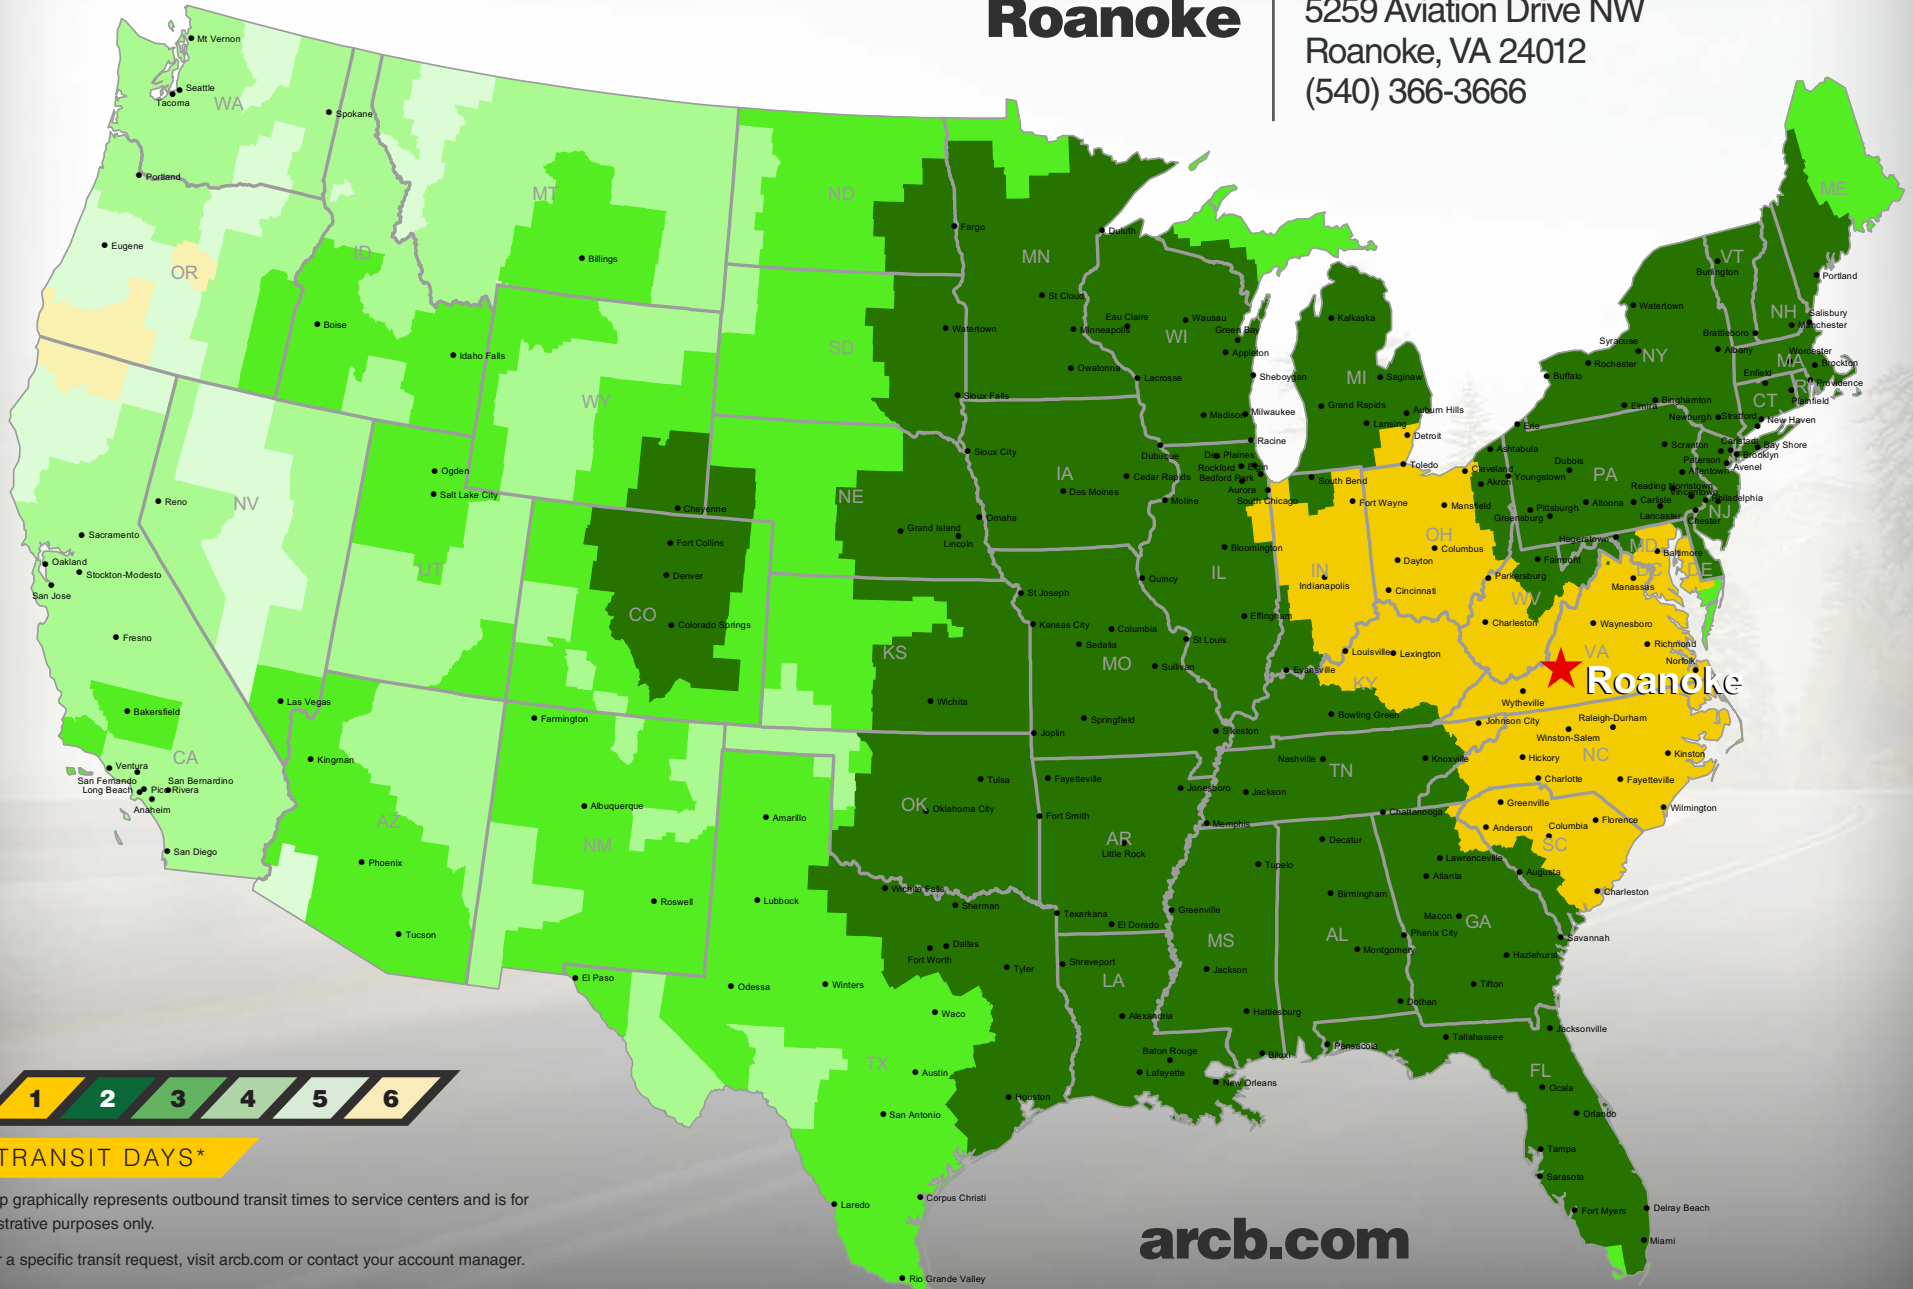 Roanoke
5259 Aviation Drive NW
Roanoke, VA 24012
(540) 366-3666
Mt Vernon
Seattle
Tacoma
WA
Spokane
Portland
Eugene
OR
ID
Boise
Idaho Falls
MT
Billings
ND
Fargo
SD
Watertown
Sioux Falls
WY
Cheyenne
NV
Reno
Las Vegas
UT
Ogden
Salt Lake City
CO
Fort Collins
Denver
Colorado Springs
CA
Sacramento
Oakland
Stockton-Modesto
San Jose
Fresno
Bakersfield
Ventura
San Fernando
San Bernardino
Long Beach
Pico Rivera
Anaheim
San Diego
AZ
Kingman
Phoenix
Tucson
NM
Farmington
Albuquerque
Roswell
NE
Grand Island
Lincoln
Omaha
KS
Wichita
OK
Tulsa
Oklahoma City
TX
Amarillo
Lubbock
Wichita Falls
Sherman
Dallas
Fort Worth
Tyler
El Paso
Odessa
Winters
Waco
Austin
San Antonio
Houston
Laredo
Corpus Christi
Rio Grande Valley
MN
Duluth
St Cloud
Minneapolis
Owatonna
WI
Eau Claire
Wausau
Green Bay
Appleton
Lacrosse
Sheboygan
Madison
Milwaukee
Racine
IA
Sioux City
Dubuque
Cedar Rapids
Des Moines
IL
Des Plaines
Rockford
Elgin
Bedford Park
Aurora
South Chicago
Moline
Bloomington
Quincy
Effingham
MO
St Joseph
Kansas City
Columbia
Sedalia
St Louis
Sullivan
Springfield
Joplin
S'keston
AR
Fayetteville
Jonesboro
Fort Smith
Little Rock
Texarkana
El Dorado
LA
Shreveport
Alexandria
Baton Rouge
Lafayette
New Orleans
MS
Tupelo
Greenville
Jackson
Hattiesburg
Biloxi
AL
Decatur
Birmingham
Montgomery
Phenix City
Dothan
TN
Nashville
Knoxville
Jackson
Memphis
Chattanooga
KY
Louisville
Lexington
Bowling Green
IN
South Bend
Fort Wayne
Indianapolis
Evansville
MI
Kalkaska
Saginaw
Grand Rapids
Auburn Hills
Lansing
Detroit
OH
Toledo
Cleveland
Ashtabula
Akron
Youngstown
Mansfield
Columbus
Dayton
Cincinnati
WV
Parkersburg
Fairmont
Charleston
VA
Manassas
Waynesboro
Richmond
Norfolk
Roanoke
Wytheville
NC
Johnson City
Raleigh-Durham
Winston-Salem
Hickory
Kinston
Charlotte
Fayetteville
Wilmington
SC
Greenville
Anderson
Columbia
Florence
Charleston
GA
Lawrenceville
Atlanta
Augusta
Macon
Savannah
Hazlehurst
Tifton
FL
Pensacola
Tallahassee
Jacksonville
Ocala
Orlando
Tampa
Sarasota
Fort Myers
Delray Beach
Miami
PA
Erie
Dubois
Scranton
Allentown
Pittsburgh
Greensburg
Altoona
Carlisle
Reading
Norristown
Lancaster
Philadelphia
Chester
NJ
Vincentown
Paterson
Carlstadt
Avenel
MD
Hagerstown
Baltimore
DC
DE
NY
Watertown
Syracuse
Rochester
Buffalo
Albany
Elmira
Binghamton
Newburgh
Bay Shore
Brooklyn
VT
Burlington
Brattleboro
NH
Manchester
ME
Portland
MA
Salisbury
Worcester
Brockton
CT
Enfield
Stratford
New Haven
Plainfield
Providence
1 2 3 4 5 6
TRANSIT DAYS*
p graphically represents outbound transit times to service centers and is for
strative purposes only.
r a specific transit request, visit arcb.com or contact your account manager.
arcb.com